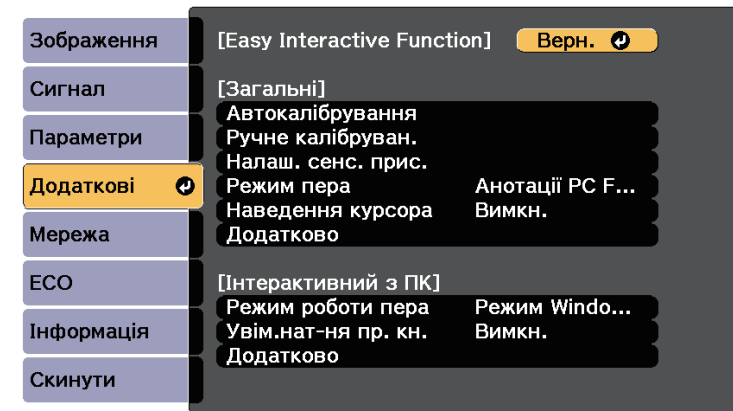 Зображення
Сигнал
Параметри
Додаткові
Мережа
ECO
Інформація
Скинути
[Easy Interactive Function] Верн.
[Загальні]
Автокалібрування
Ручне калібруван.
Налаш. сенс. прис.
Режим пера Анотації PC F...
Наведення курсора Вимкн.
Додатково
[Інтерактивний з ПК]
Режим роботи пера Режим Windo...
Увім.нат-ня пр. кн. Вимкн.
Додатково